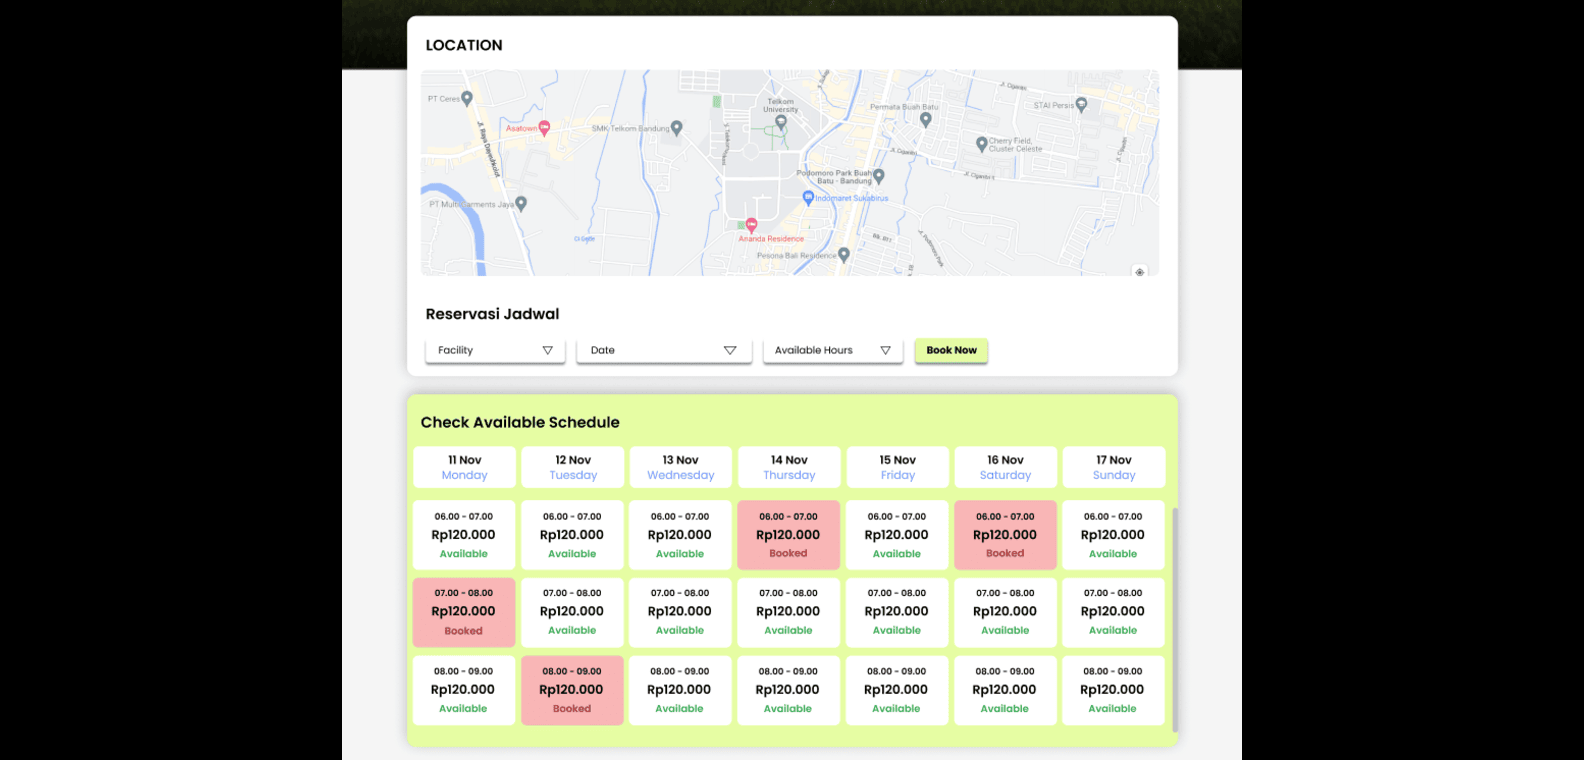 LOCATION
PT Ceres
Jl. Raya Dayeuhkolot
Asatown
SMK Telkom Bandung
Telkom
University
Permata Buah Batu
STAI Persis
Cherry Field,
Cluster Celeste
Podomoro Park Buah
Batu - Bandung
Indomaret Sukabirus
PT Multi Garments Jaya
Ananda Residence
Pesona Bali Residence
Jl. Podomoro Park
Reservasi Jadwal
Facility
Date
Available Hours
Book Now
Check Available Schedule
11 Nov
Monday
12 Nov
Tuesday
13 Nov
Wednesday
14 Nov
Thursday
15 Nov
Friday
16 Nov
Saturday
17 Nov
Sunday
06.00 - 07.00
Rp120.000
Available
06.00 - 07.00
Rp120.000
Available
06.00 - 07.00
Rp120.000
Available
06.00 - 07.00
Rp120.000
Booked
06.00 - 07.00
Rp120.000
Available
06.00 - 07.00
Rp120.000
Booked
06.00 - 07.00
Rp120.000
Available
07.00 - 08.00
Rp120.000
Booked
07.00 - 08.00
Rp120.000
Available
07.00 - 08.00
Rp120.000
Available
07.00 - 08.00
Rp120.000
Available
07.00 - 08.00
Rp120.000
Available
07.00 - 08.00
Rp120.000
Available
07.00 - 08.00
Rp120.000
Available
08.00 - 09.00
Rp120.000
Available
08.00 - 09.00
Rp120.000
Booked
08.00 - 09.00
Rp120.000
Available
08.00 - 09.00
Rp120.000
Available
08.00 - 09.00
Rp120.000
Available
08.00 - 09.00
Rp120.000
Available
08.00 - 09.00
Rp120.000
Available